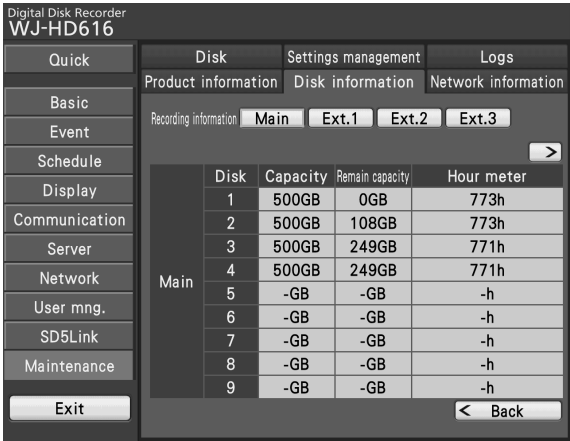 Digital Disk Recorder
WJ-HD616
Quick
Basic
Event
Schedule
Display
Communication
Server
Network
User mng.
SD5Link
Maintenance
Exit
Disk Settings management Logs
Product information Disk information Network information
Recording information Main Ext.1 Ext.2 Ext.3
>
Disk Capacity Remain capacity Hour meter
Main
1 500GB 0GB 773h
2 500GB 108GB 773h
3 500GB 249GB 771h
4 500GB 249GB 771h
5 -GB -GB -h
6 -GB -GB -h
7 -GB -GB -h
8 -GB -GB -h
9 -GB -GB -h
< Back